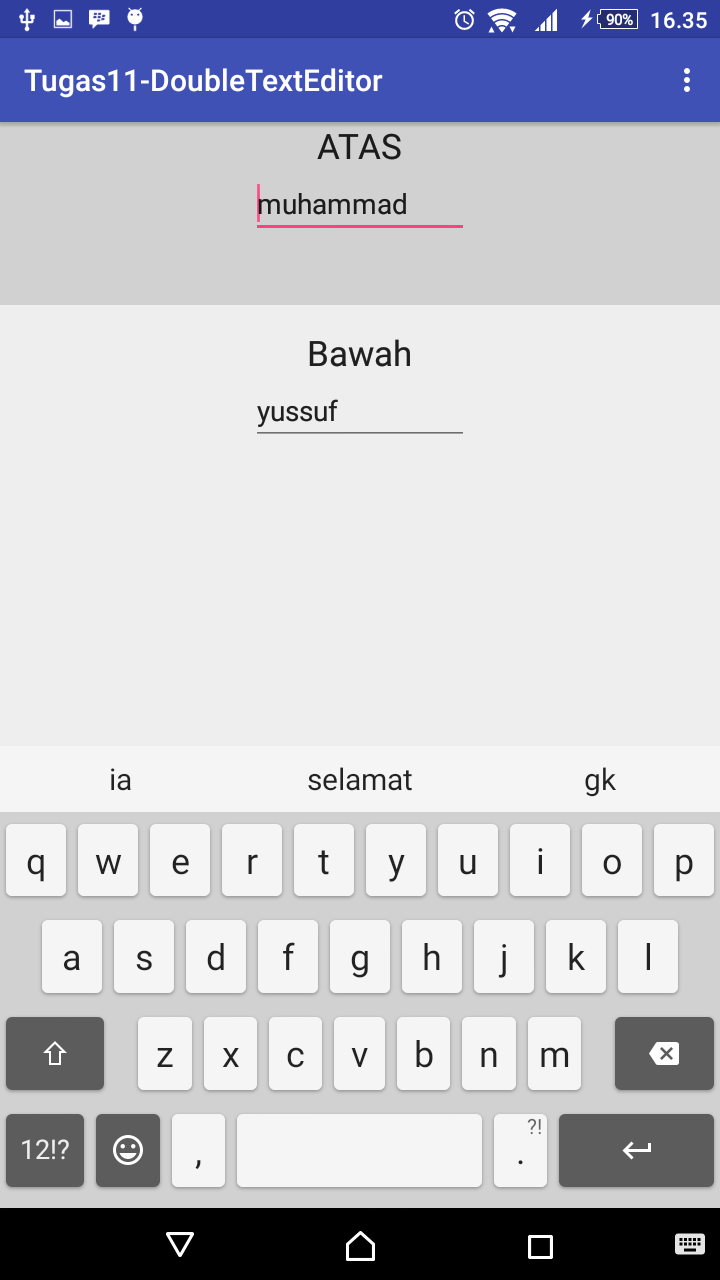 90% 16.35
Tugas11-DoubleTextEditor
ATAS
muhammad
Bawah
yussuf
ia selamat gk
q w e r t y u i o p
a s d f g h j k l
z x c v b n m
12!? , . ?!